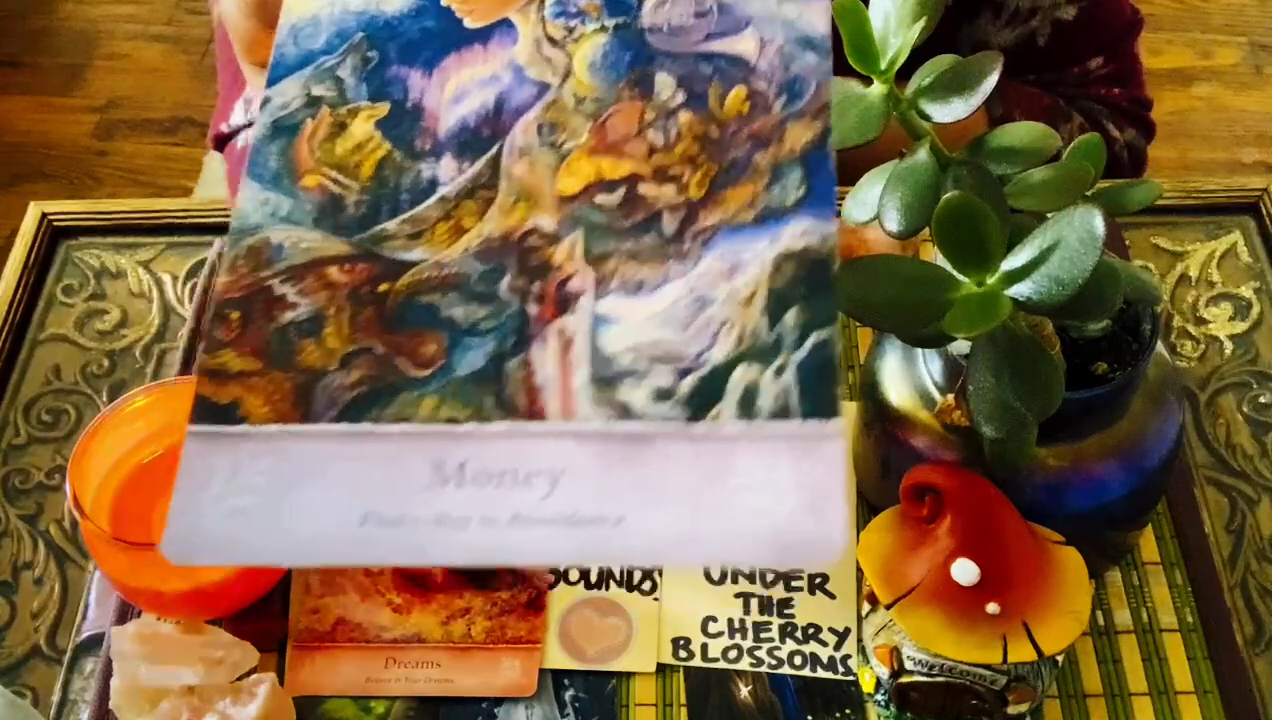 Money
SOUNDS
UNDER
THE
CHERRY
BLOSSOMS
Dreams
Believe in Your Dreams
Welcome